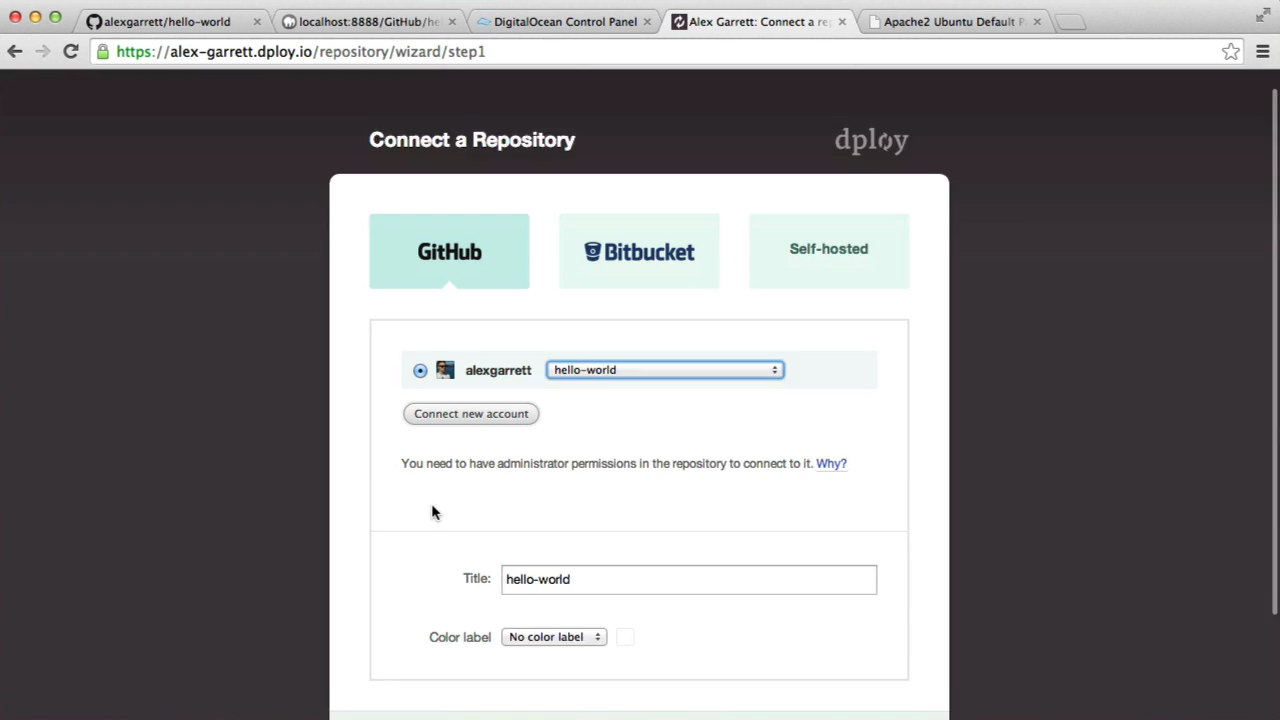 alexgarrett/hello-world
localhost:8888/GitHub/he
DigitalOcean Control Panel
Alex Garrett: Connect a re
Apache2 Ubuntu Default P
https://alex-garrett.dploy.io/repository/wizard/step1
Connect a Repository
dploy
GitHub
Bitbucket
Self-hosted
alexgarrett
hello-world
Connect new account
You need to have administrator permissions in the repository to connect to it. Why?
Title:
hello-world
Color label
No color label